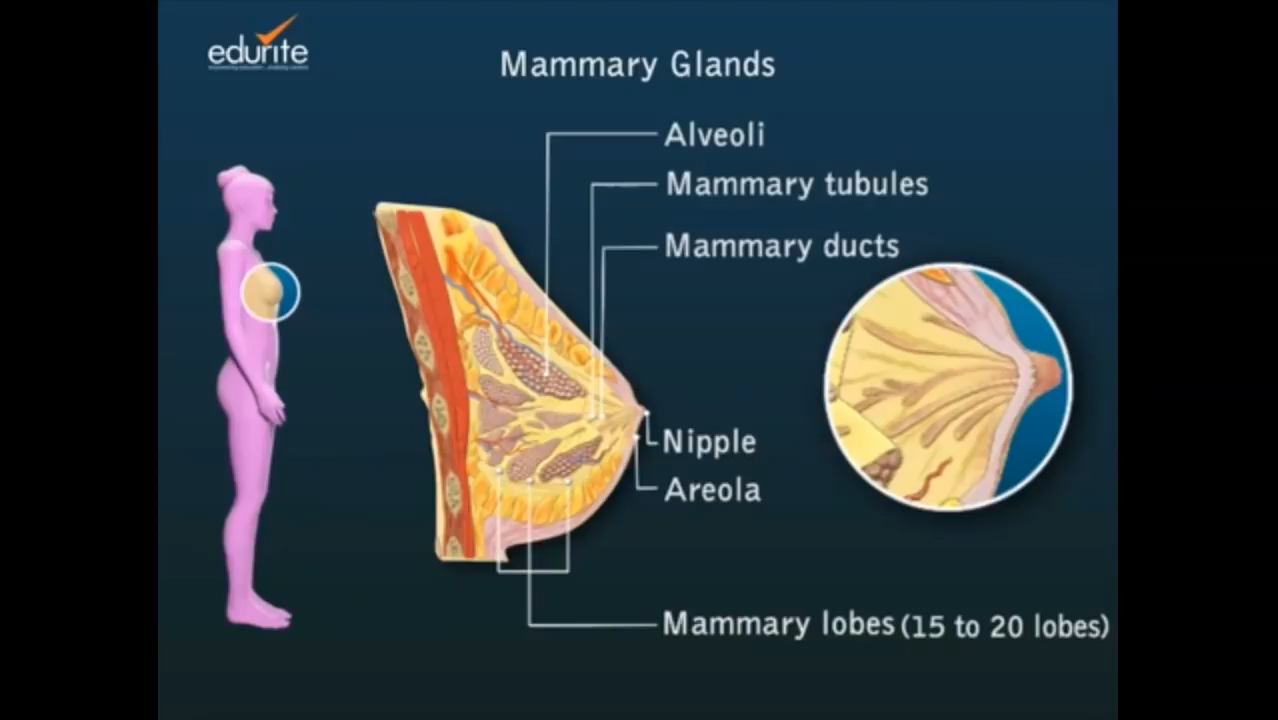 edurite
Mammary Glands
Alveoli
Mammary tubules
Mammary ducts
Nipple
Areola
Mammary lobes (15 to 20 lobes)